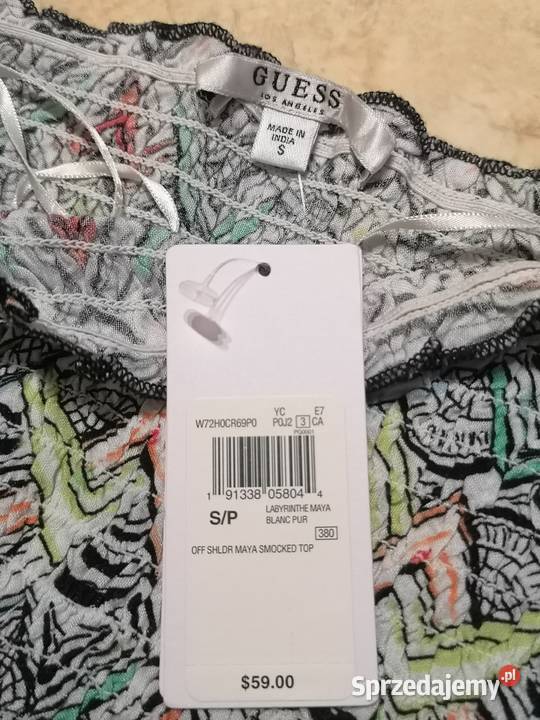 GUESS
LOS ANGELES
MADE IN
INDIA
S
W72H0CR69P0
YC E7
P0J2 3 CA
PG0001
1 91338 05804 4
S/P
LABYRINTHE MAYA
BLANC PUR
380
OFF SHLDR MAYA SMOCKED TOP
$59.00
Sprzedajemy.pl